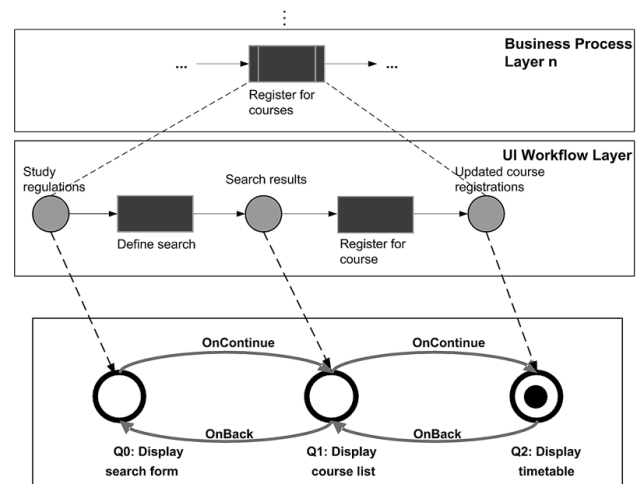 ⋮
Business Process
Layer n
... ...
Register for
courses
UI Workflow Layer
Study
regulations
Search results
Updated course
registrations
Define search
Register for
course
OnContinue
OnContinue
OnBack
OnBack
Q0: Display
search form
Q1: Display
course list
Q2: Display
timetable